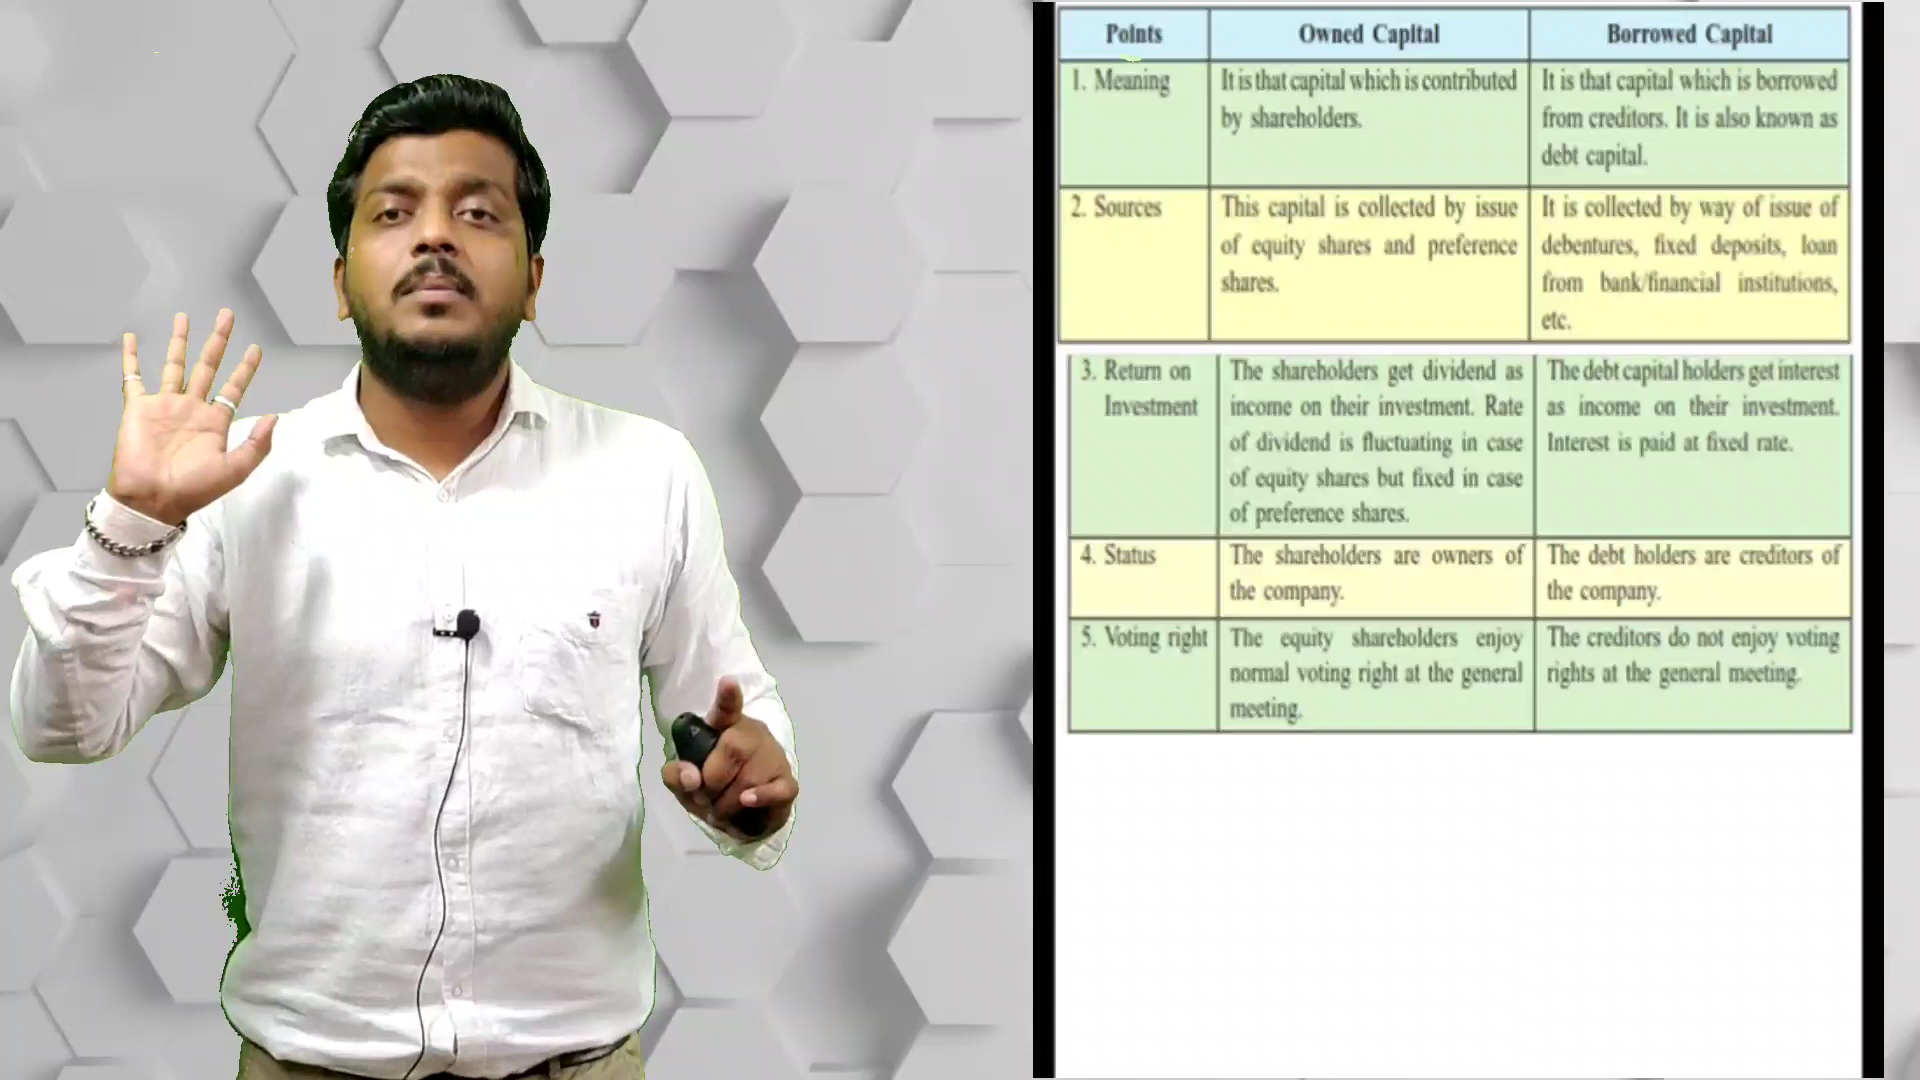 Points Owned Capital Borrowed Capital
1. Meaning
It is that capital which is contributed
by shareholders.
It is that capital which is borrowed
from creditors. It is also known as
debt capital.
2. Sources
This capital is collected by issue
of equity shares and preference
shares.
It is collected by way of issue of
debentures, fixed deposits, loan
from bank/financial institutions,
etc.
3. Return on
Investment
The shareholders get dividend as
income on their investment. Rate
of dividend is fluctuating in case
of equity shares but fixed in case
of preference shares.
The debt capital holders get interest
as income on their investment.
Interest is paid at fixed rate.
4. Status
The shareholders are owners of
the company.
The debt holders are creditors of
the company.
5. Voting right
The equity shareholders enjoy
normal voting right at the general
meeting.
The creditors do not enjoy voting
rights at the general meeting.